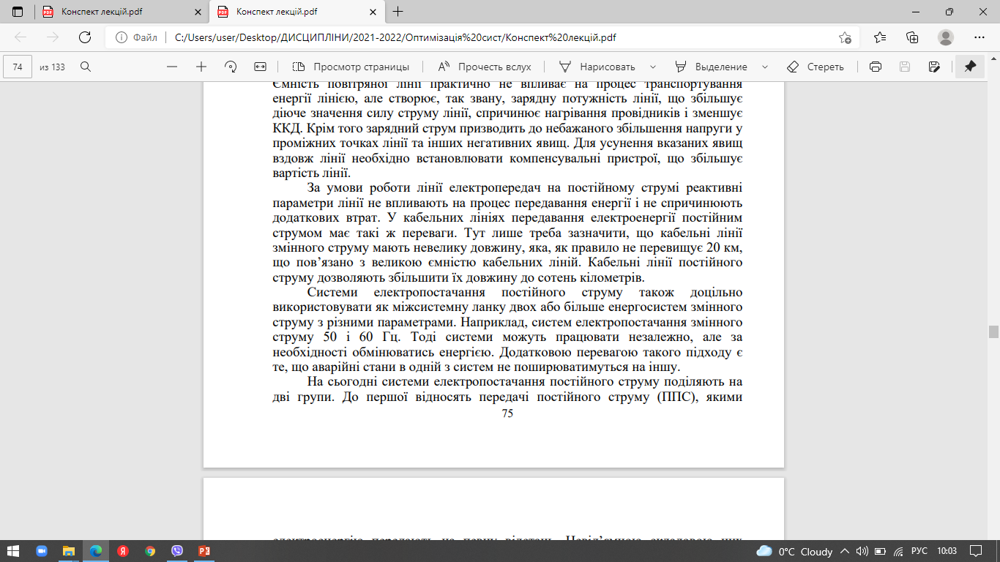 Конспект лекцій.pdf
Конспект лекцій.pdf
Файл
C:/Users/user/Desktop/ДИСЦИПЛІНИ/2021-2022/Оптимізація%20сист/Конспект%20лекцій.pdf
74 из 133 Просмотр страницы Прочесть вслух Нарисовать Выделение Стереть
Ємність повітряної лінії практично не впливає на процес транспортування
енергії лінією, але створює, так звану, зарядну потужність лінії, що збільшує
діюче значення силу струму лінії, спричинює нагрівання провідників і зменшує
ККД. Крім того зарядний струм призводить до небажаного збільшення напруги у
проміжних точках лінії та інших негативних явищ. Для усунення вказаних явищ
вздовж лінії необхідно встановлювати компенсувальні пристрої, що збільшує
вартість лінії.
За умови роботи лінії електропередач на постійному струмі реактивні
параметри лінії не впливають на процес передавання енергії і не спричинюють
додаткових втрат. У кабельних лініях передавання електроенергії постійним
струмом має такі ж переваги. Тут лише треба зазначити, що кабельні лінії
змінного струму мають невелику довжину, яка, як правило не перевищує 20 км,
що пов’язано з великою ємністю кабельних ліній. Кабельні лінії постійного
струму дозволяють збільшити їх довжину до сотень кілометрів.
Системи електропостачання постійного струму також доцільно
використовувати як міжсистемну ланку двох або більше енергосистем змінного
струму з різними параметрами. Наприклад, систем електропостачання змінного
струму 50 і 60 Гц. Тоді системи можуть працювати незалежно, але за
необхідності обмінюватись енергією. Додатковою перевагою такого підходу є
те, що аварійні стани в одній з систем не поширюватимуться на іншу.
На сьогодні системи електропостачання постійного струму поділяють на
дві групи. До першої відносять передачі постійного струму (ППС), якими
75
електроенергію передають на певну відстань. Невід’ємною складовою цих
0°C Cloudy РУС 10:03